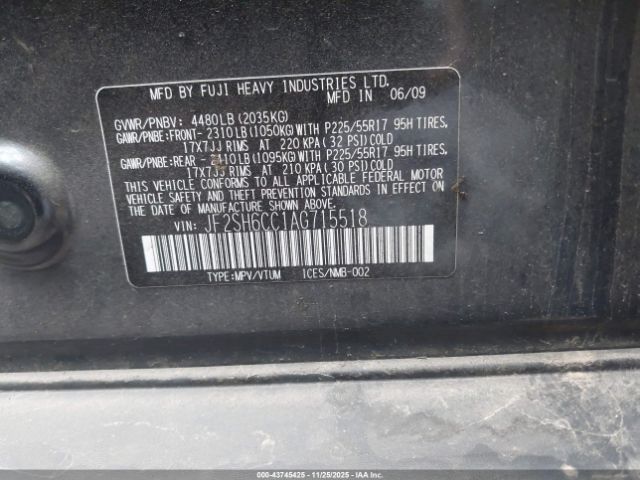 MFD BY FUJI HEAVY INDUSTRIES LTD.
MFD IN 06/09
GVWR/PNBV: 4480LB(2035KG)
GAWR/PNBE:FRONT- 2310LB(1050KG)WITH P225/55R17 95H TIRES,
17X7JJ RIMS AT 220 KPA(32 PSI)COLD
GAWR/PNBE:REAR - 2410LB(1095KG)WITH P225/55R17 95H TIRES,
17X7JJ RIMS AT 210 KPA(30 PSI)COLD
THIS VEHICLE CONFORMS TO ALL APPLICABLE FEDERAL MOTOR
VEHICLE SAFETY AND THEFT PREVENTION STANDARDS IN EFFECT ON
THE DATE OF MANUFACTURE SHOWN ABOVE.
VIN: JF2SH6CC1AG715518
TYPE:MPV/VTUM ICES/NMB-002
000-43745425 - 11/25/2025 - iaai.com